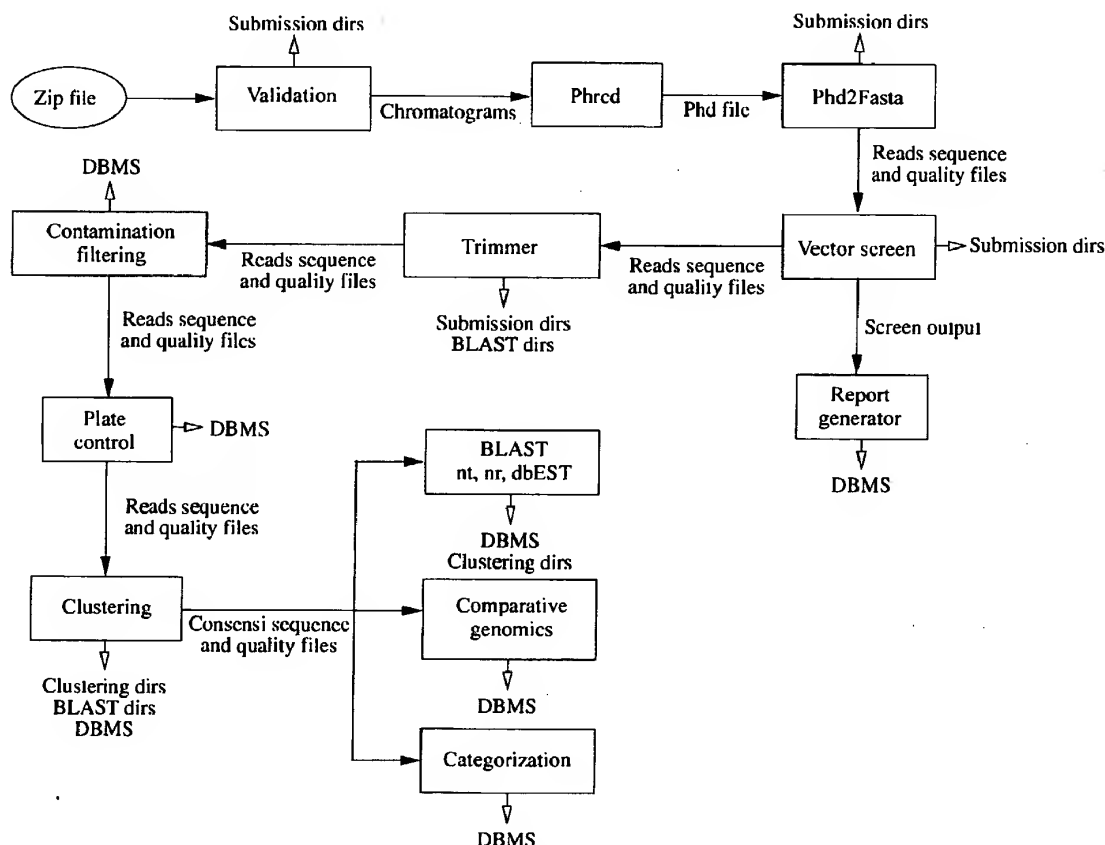 Submission dirs
Submission dirs
Zip file
Validation
Chromatograms
Phred
Phd file
Phd2Fasta
Reads sequence
and quality files
DBMS
Contamination
filtering
Reads sequence
and quality files
Trimmer
Reads sequence
and quality files
Vector screen
Submission dirs
Submission dirs
BLAST dirs
Reads sequence
and quality files
Screen output
Report
generator
DBMS
Plate
control
DBMS
BLAST
nt, nr, dbEST
DBMS
Clustering dirs
Reads sequence
and quality files
Clustering
Consensi sequence
and quality files
Comparative
genomics
DBMS
Clustering dirs
BLAST dirs
DBMS
Categorization
DBMS